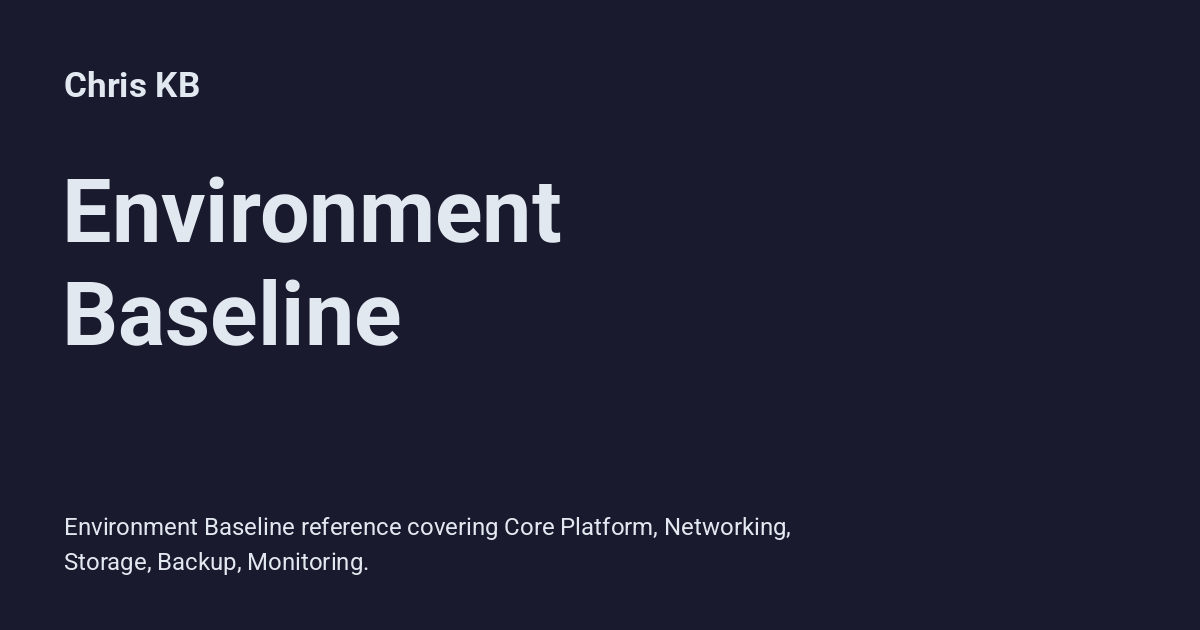 Chris KB
Environment
Baseline
Environment Baseline reference covering Core Platform, Networking,
Storage, Backup, Monitoring.